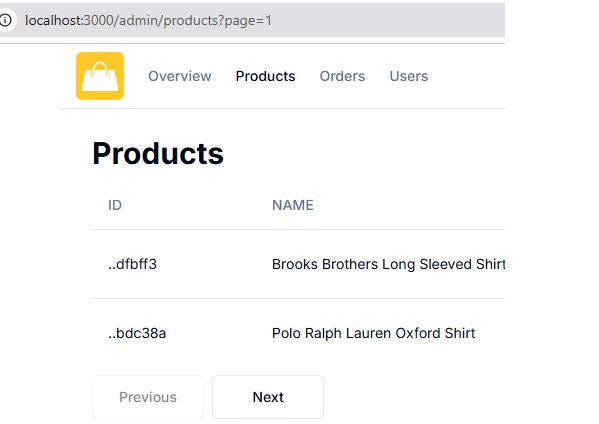 localhost:3000/admin/products?page=1
Overview Products Orders Users
Products
ID NAME
..dfbff3 Brooks Brothers Long Sleeved Shirt
..bdc38a Polo Ralph Lauren Oxford Shirt
Previous Next